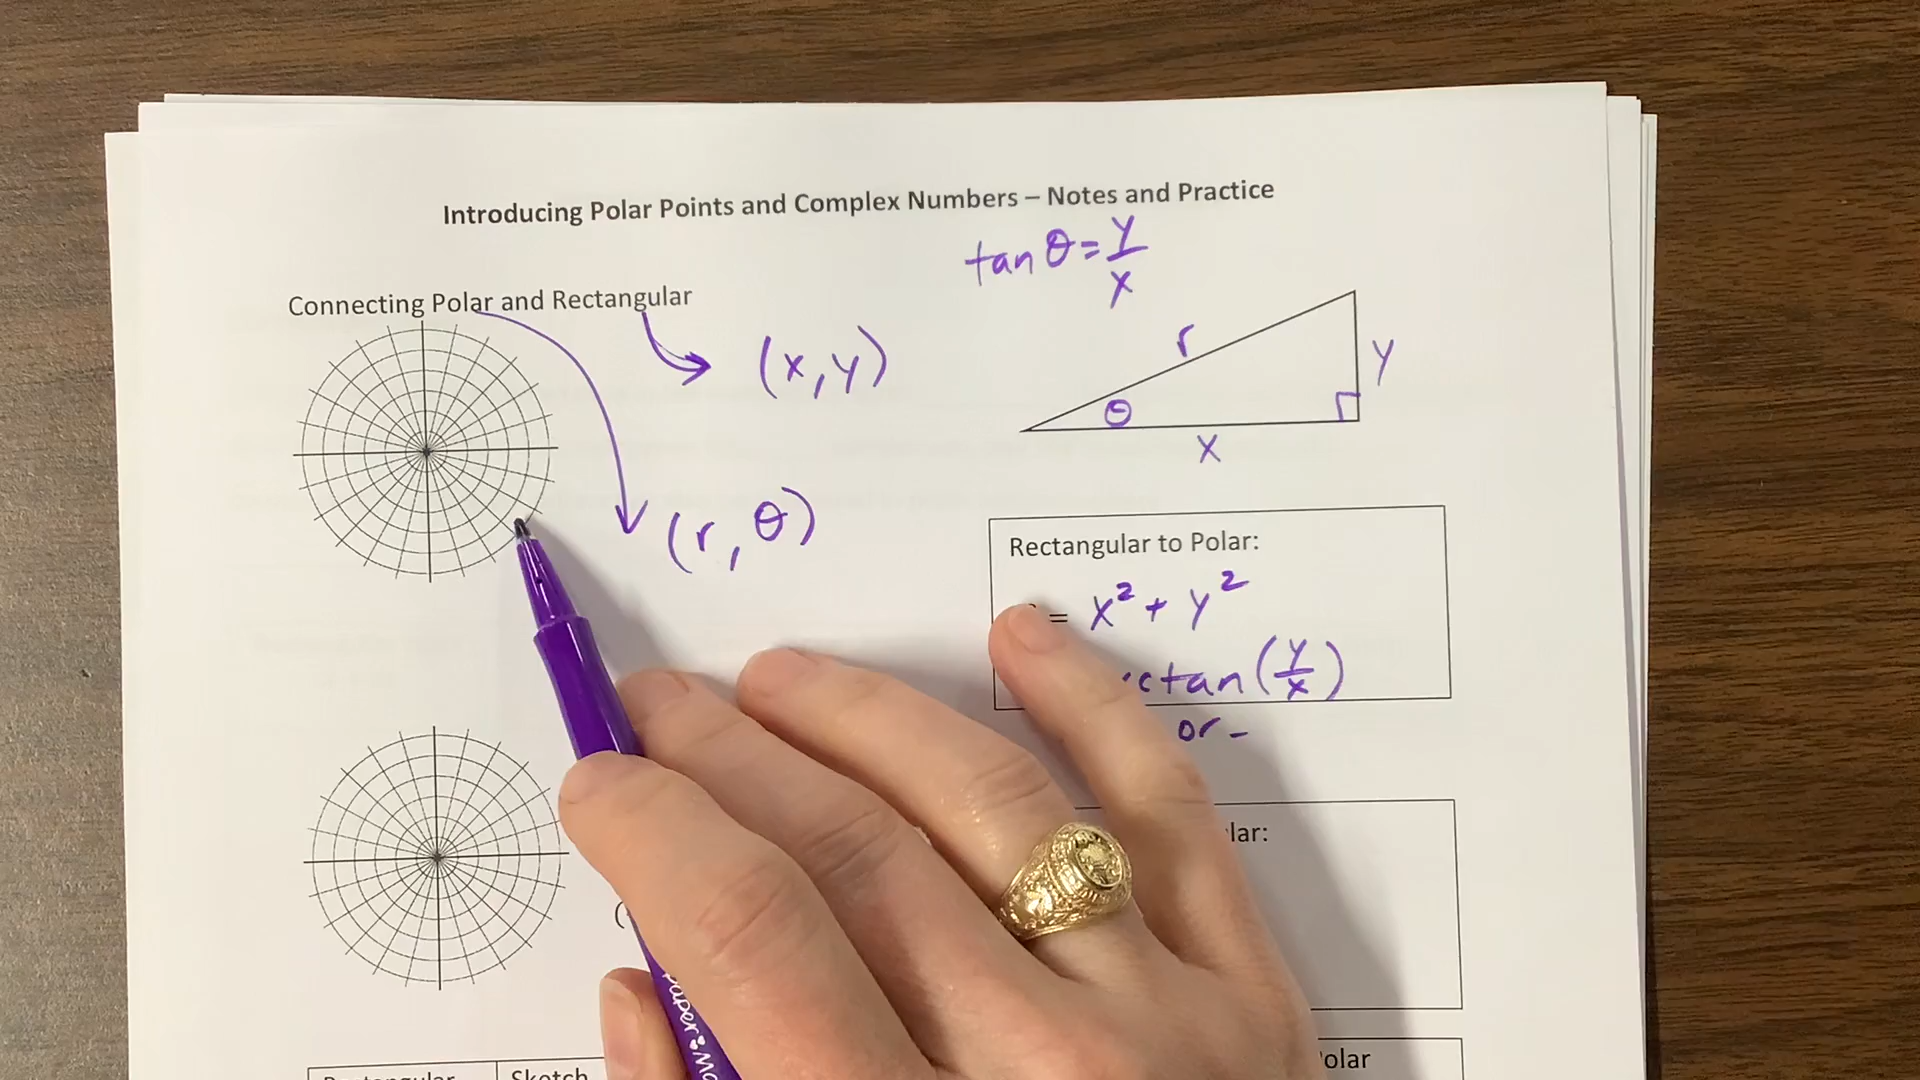 Introducing Polar Points and Complex Numbers – Notes and Practice
tan θ = y/x
Connecting Polar and Rectangular
(x, y)
r
y
θ
x
(r, θ)
Rectangular to Polar:
= x² + y²
ctan(y/x)
or -
lar:
(
paper
Sketch
olar